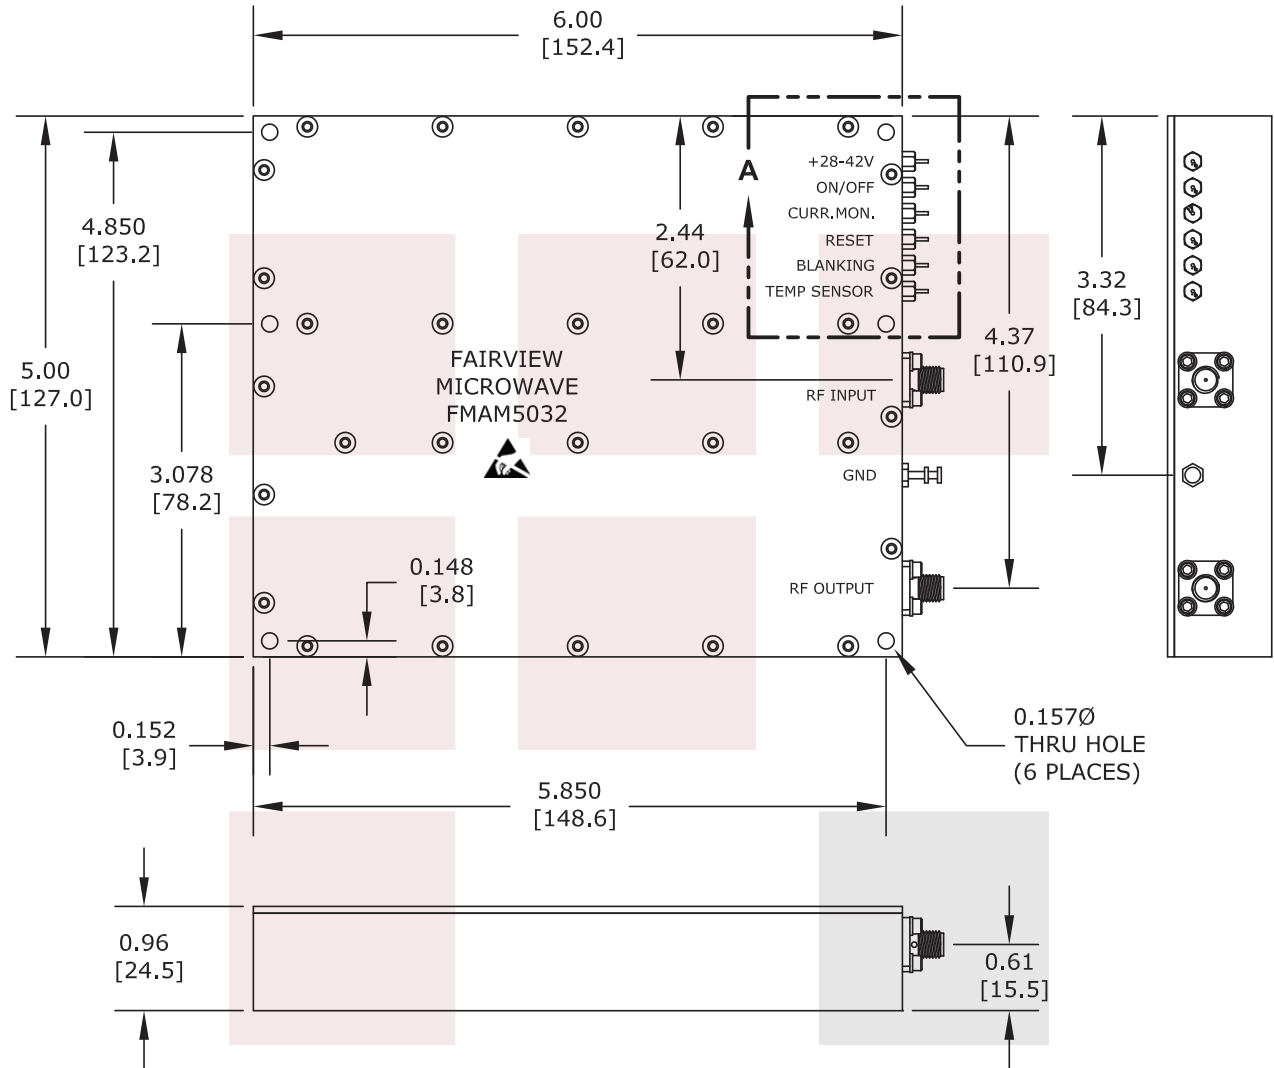 6.00
[152.4]
+28-42V
ON/OFF
CURR.MON.
RESET
BLANKING
TEMP SENSOR
A
4.850
[123.2]
2.44
[62.0]
3.32
[84.3]
5.00
[127.0]
4.37
[110.9]
FAIRVIEW
MICROWAVE
FMAM5032
RF INPUT
3.078
[78.2]
GND
0.148
[3.8]
RF OUTPUT
0.152
[3.9]
0.157Ø
THRU HOLE
(6 PLACES)
5.850
[148.6]
0.96
[24.5]
0.61
[15.5]